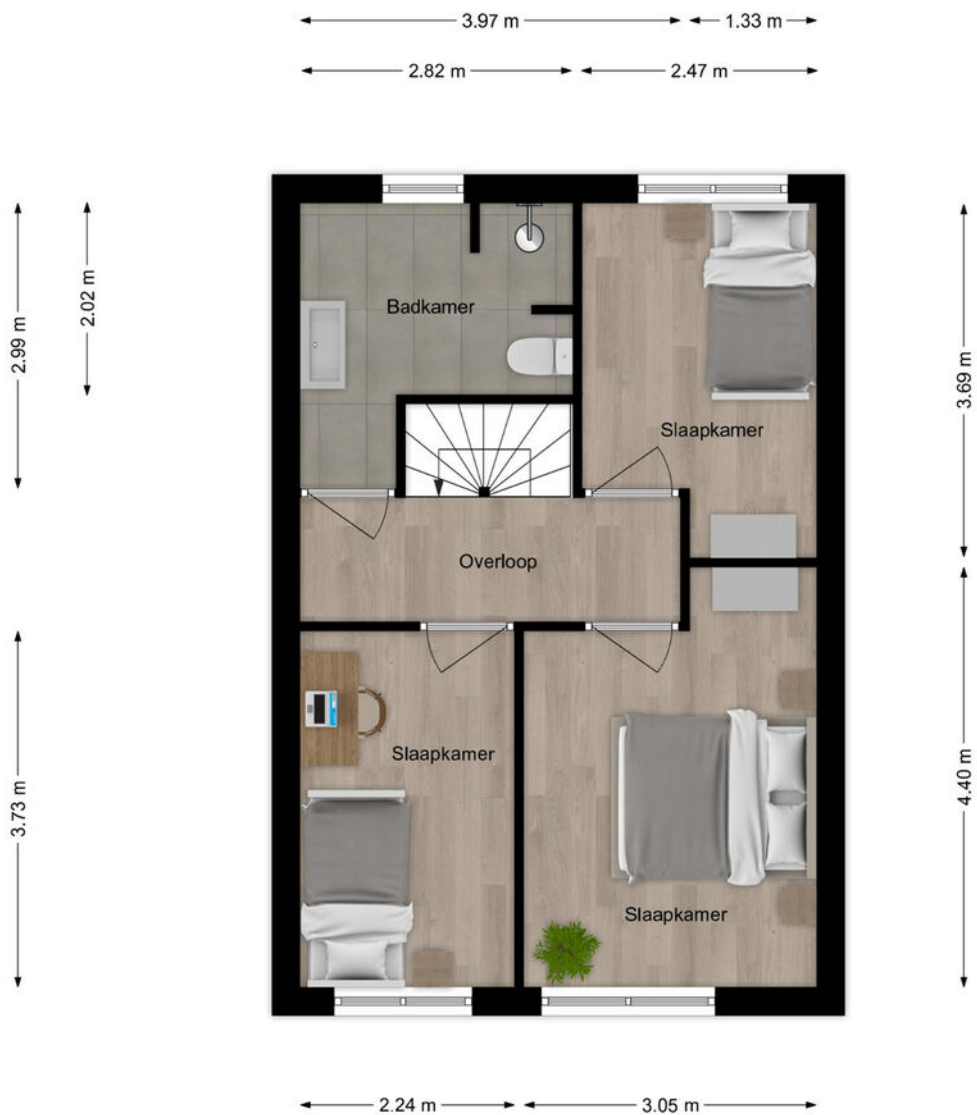 3.97 m
1.33 m
2.82 m
2.47 m
2.99 m
2.02 m
3.69 m
Badkamer
Slaapkamer
Overloop
3.73 m
4.40 m
Slaapkamer
Slaapkamer
2.24 m
3.05 m